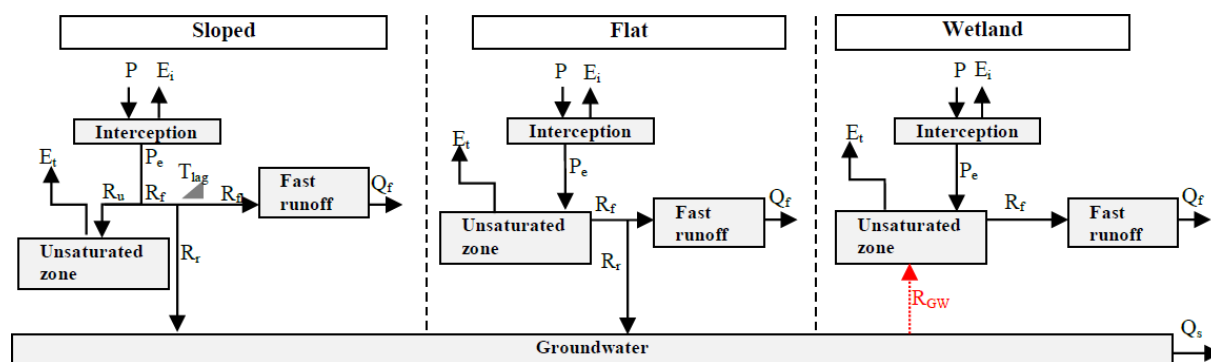 Sloped
P
Ei
Interception
Et
Pe
Tlag
Ru
Rf
Rfl
Fast
runoff
Qf
Unsaturated
zone
Rr
Flat
P
Ei
Interception
Et
Pe
Rf
Fast
runoff
Qf
Unsaturated
zone
Rr
Wetland
P
Ei
Interception
Et
Pe
Rf
Fast
runoff
Qf
Unsaturated
zone
RGW
Groundwater
Qs